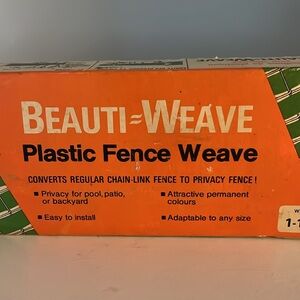 BEAUTI-WEAVE
Plastic Fence Weave
CONVERTS REGULAR CHAIN-LINK FENCE TO PRIVACY FENCE!
▪ Privacy for pool, patio,
or backyard
▪ Easy to install
▪ Attractive permanent
colours
▪ Adaptable to any size